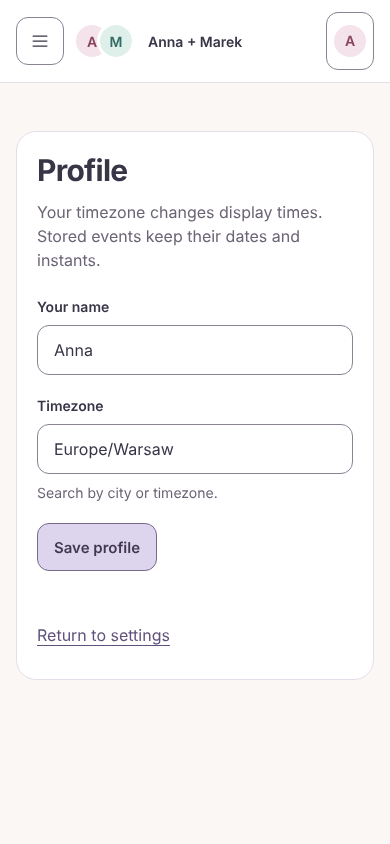 A M Anna + Marek A
Profile
Your timezone changes display times.
Stored events keep their dates and
instants.
Your name
Anna
Timezone
Europe/Warsaw
Search by city or timezone.
Save profile
Return to settings